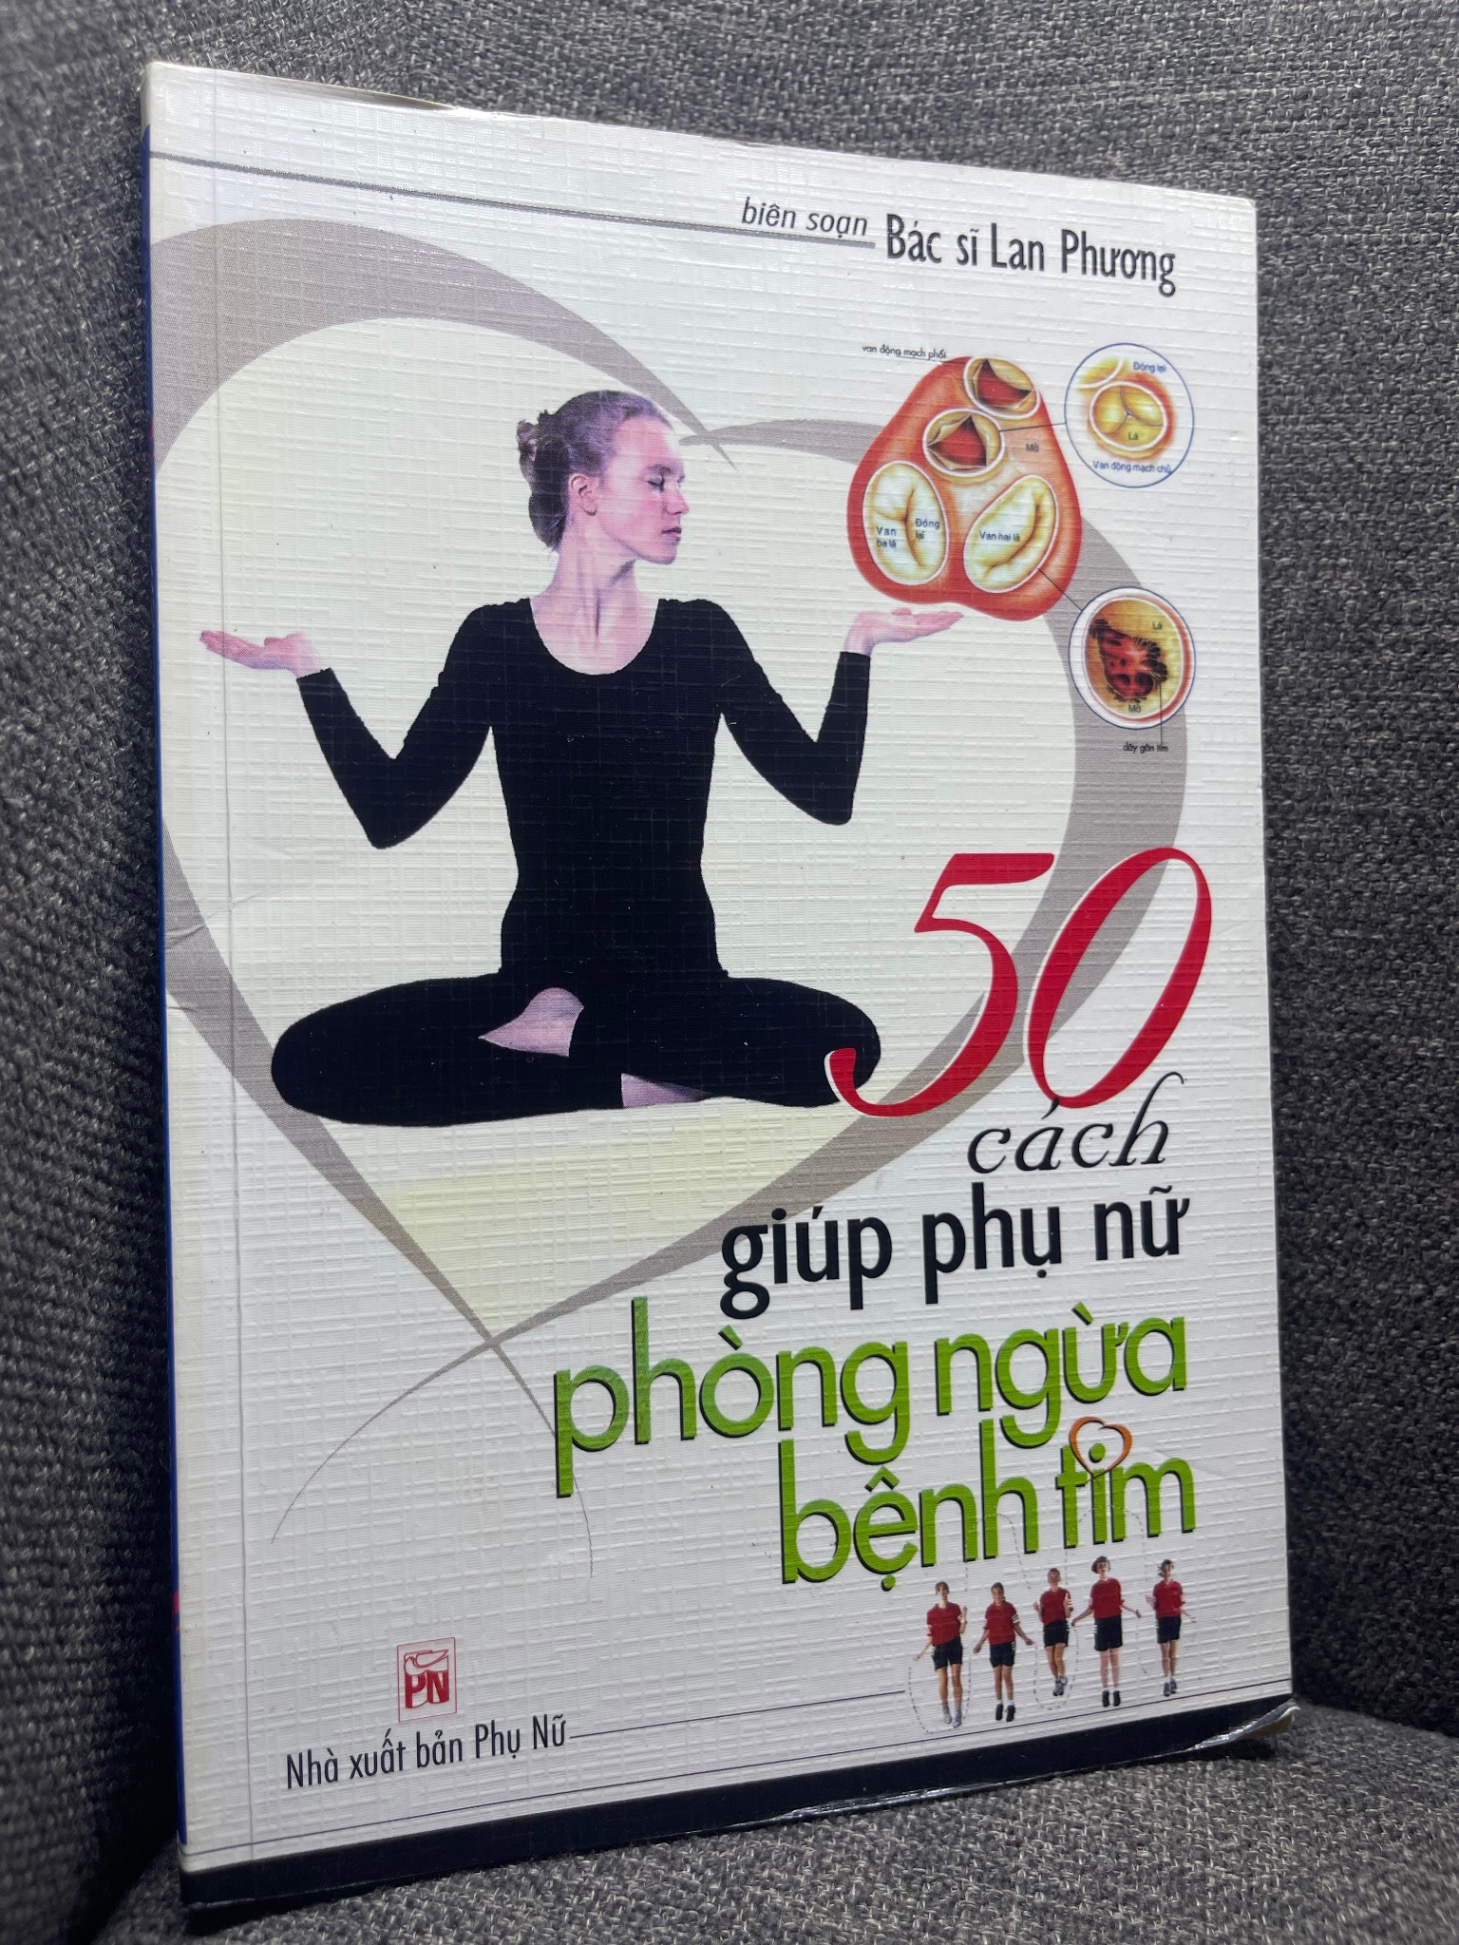 biên soạn Bác sĩ Lan Phương
van động mạch phổi
Đóng lại
Lá
Van động mạch chủ
Mở
Van ba lá
Đóng lại
Van hai lá
Lá
Mở
dây gân tim
50
cách
giúp phụ nữ
phòng ngừa
bệnh tim
PN
Nhà xuất bản Phụ Nữ